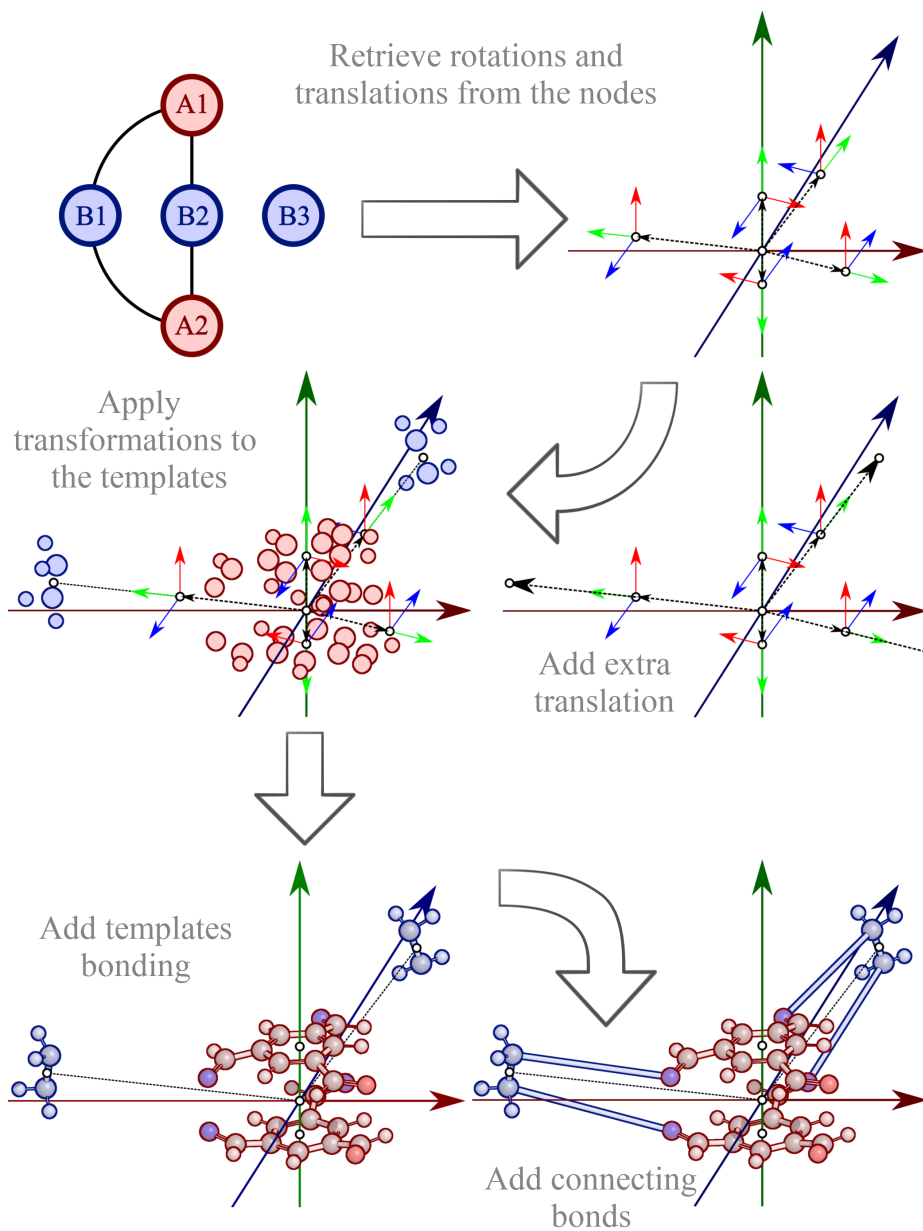 Retrieve rotations and
translations from the nodes
A1
B1
B2
B3
A2
Apply
transformations to
the templates
Add extra
translation
Add templates
bonding
Add connecting
bonds